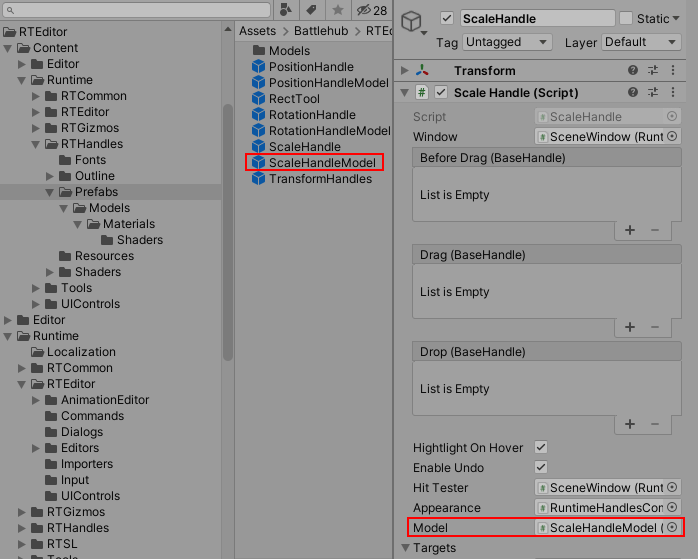 28
RTEditor
Content
Editor
Runtime
RTCommon
RTEditor
RTGizmos
RTHandles
Fonts
Outline
Prefabs
Models
Materials
Shaders
Resources
Shaders
Tools
UIControls
Editor
Runtime
Localization
RTCommon
RTEditor
AnimationEditor
Commands
Dialogs
Editors
Importers
Input
UIControls
RTGizmos
RTHandles
RTSL
Tools
Assets > Battlehub > RTEc
Models
PositionHandle
PositionHandleModel
RectTool
RotationHandle
RotationHandleModel
ScaleHandle
ScaleHandleModel
TransformHandles
ScaleHandle Static
Tag Untagged Layer Default
Transform
# Scale Handle (Script)
Script # ScaleHandle
Window # SceneWindow (Runt
Before Drag (BaseHandle)
List is Empty
+ −
Drag (BaseHandle)
List is Empty
+ −
Drop (BaseHandle)
List is Empty
+ −
Hightlight On Hover
Enable Undo
Hit Tester # SceneWindow (Runt
Appearance # RuntimeHandlesCon
Model # ScaleHandleModel (
Targets